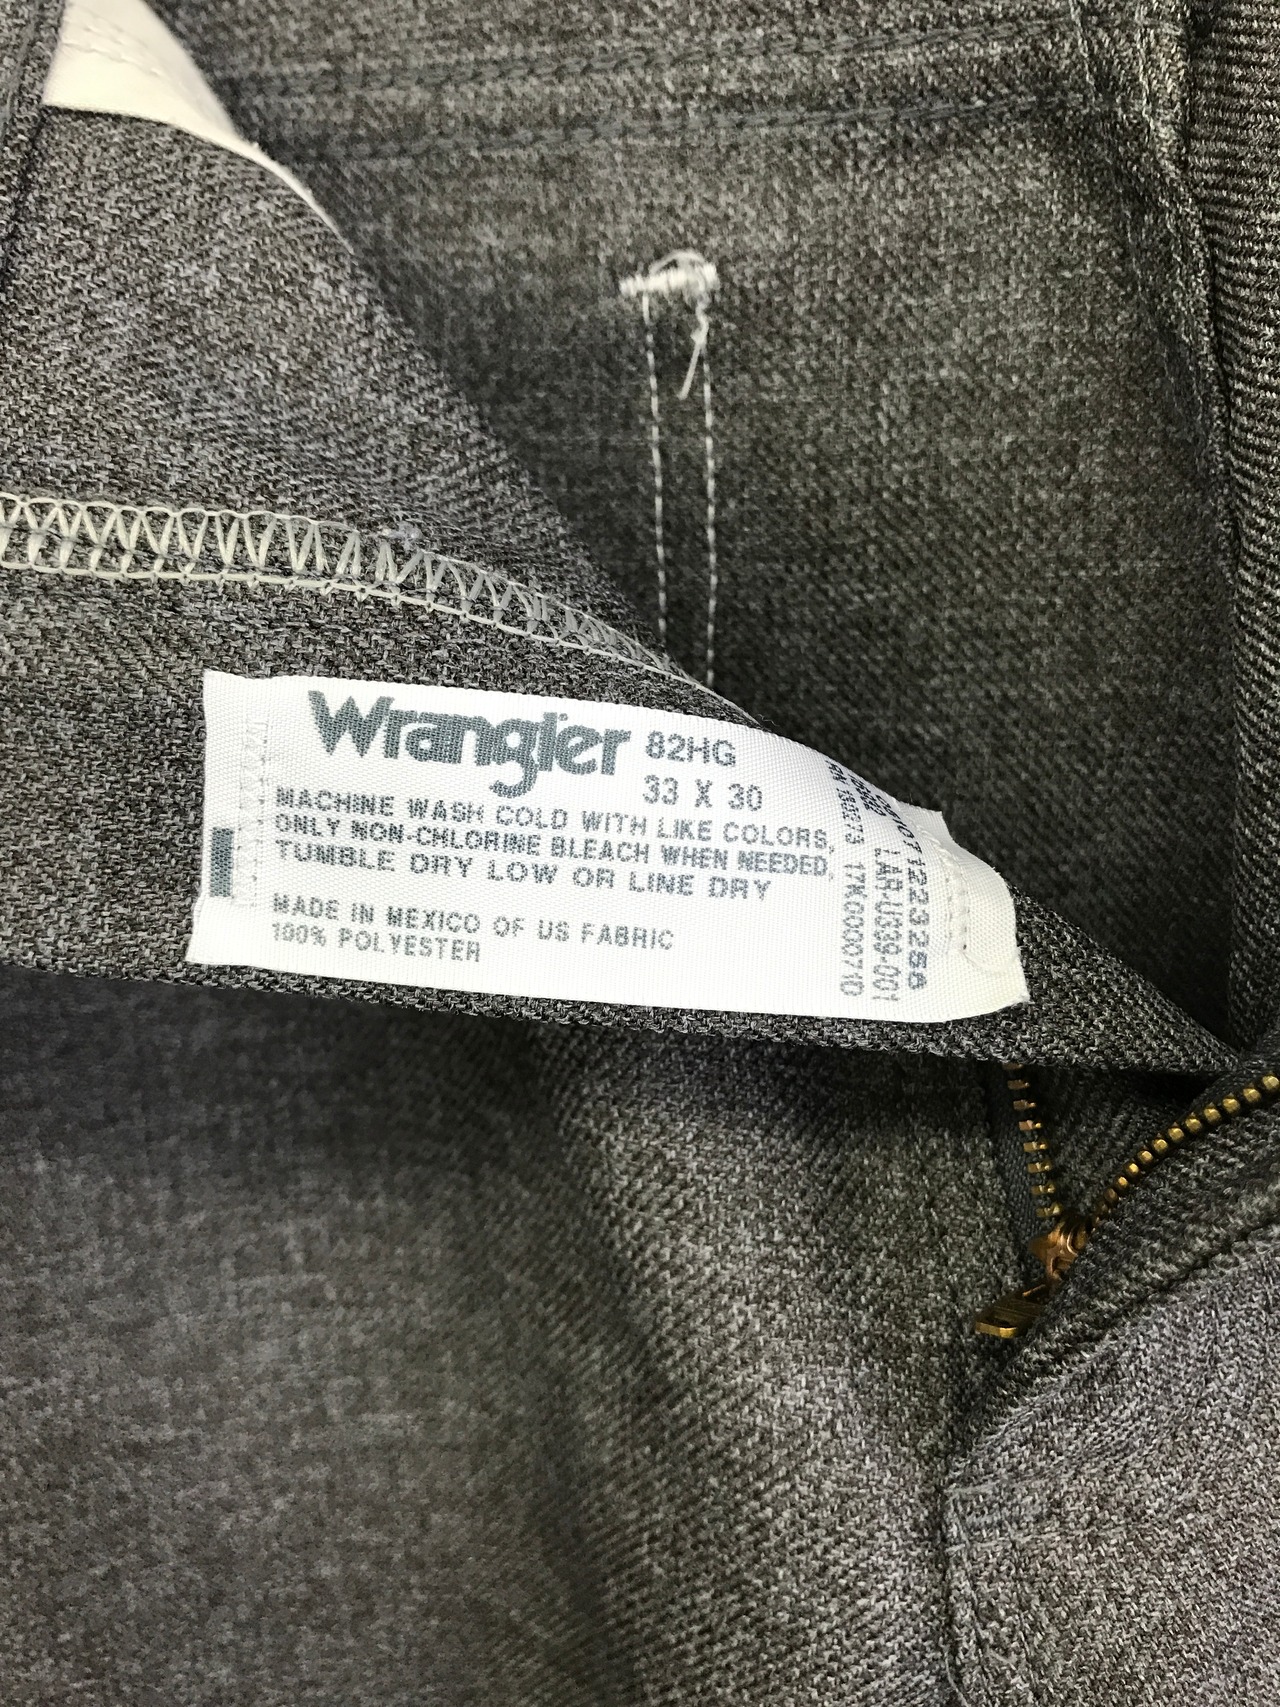 Wrangler 82HG
33 X 30
MACHINE WASH COLD WITH LIKE COLORS,
ONLY NON-CHLORINE BLEACH WHEN NEEDED,
TUMBLE DRY LOW OR LINE DRY
MADE IN MEXICO OF US FABRIC
100% POLYESTER
LAR-U339-001
17K000071D